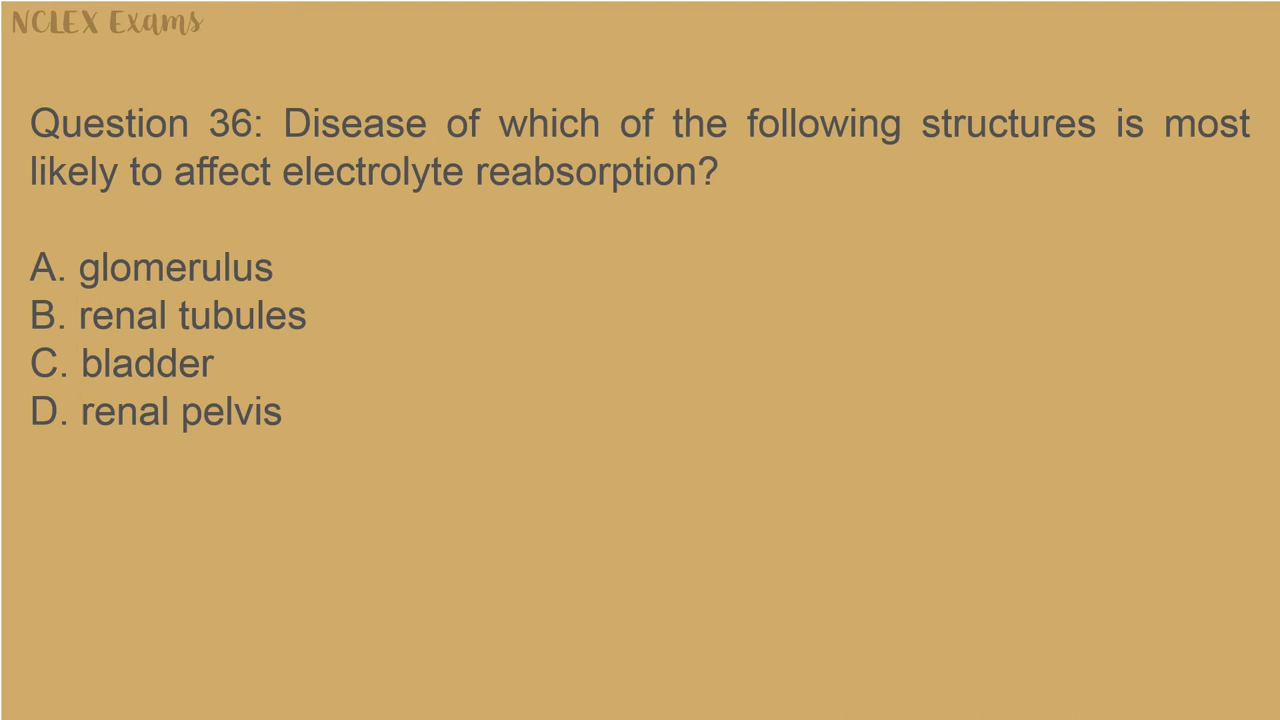 NCLEX Exams
Question 36: Disease of which of the following structures is most
likely to affect electrolyte reabsorption?
A. glomerulus
B. renal tubules
C. bladder
D. renal pelvis